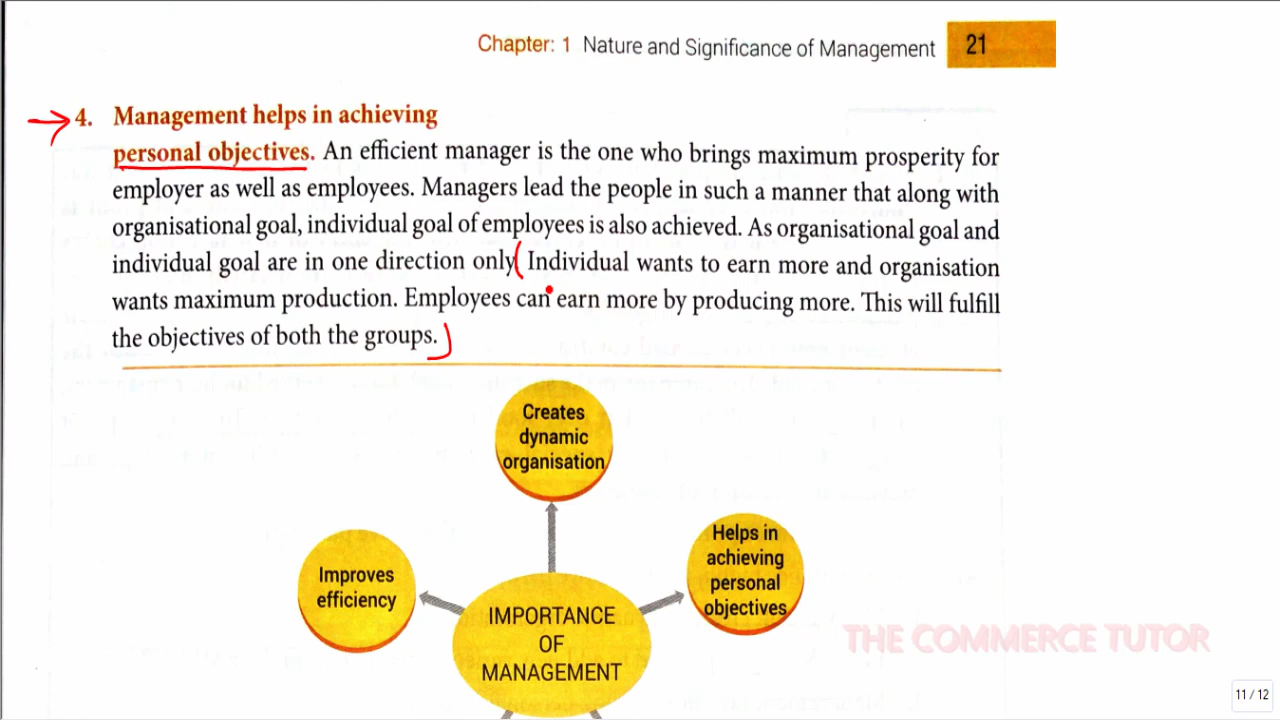 Chapter: 1 Nature and Significance of Management 21
4. Management helps in achieving
personal objectives. An efficient manager is the one who brings maximum prosperity for
employer as well as employees. Managers lead the people in such a manner that along with
organisational goal, individual goal of employees is also achieved. As organisational goal and
individual goal are in one direction only( Individual wants to earn more and organisation
wants maximum production. Employees can earn more by producing more. This will fulfill
the objectives of both the groups.)
Creates
dynamic
organisation
Helps in
achieving
personal
objectives
Improves
efficiency
IMPORTANCE
OF
MANAGEMENT
THE COMMERCE TUTOR
11 / 12